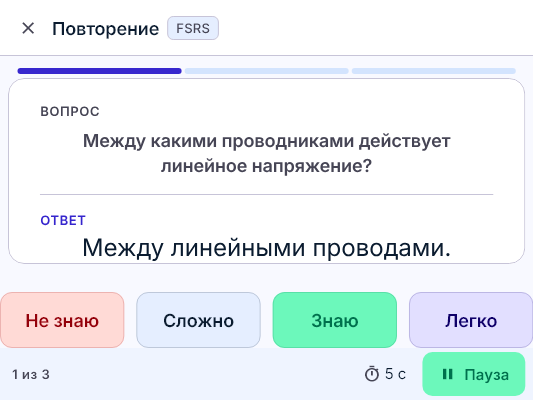 Повторение FSRS
ВОПРОС
Между какими проводниками действует
линейное напряжение?
ОТВЕТ
Между линейными проводами.
Не знаю Сложно Знаю Легко
1 из 3 5 с Пауза